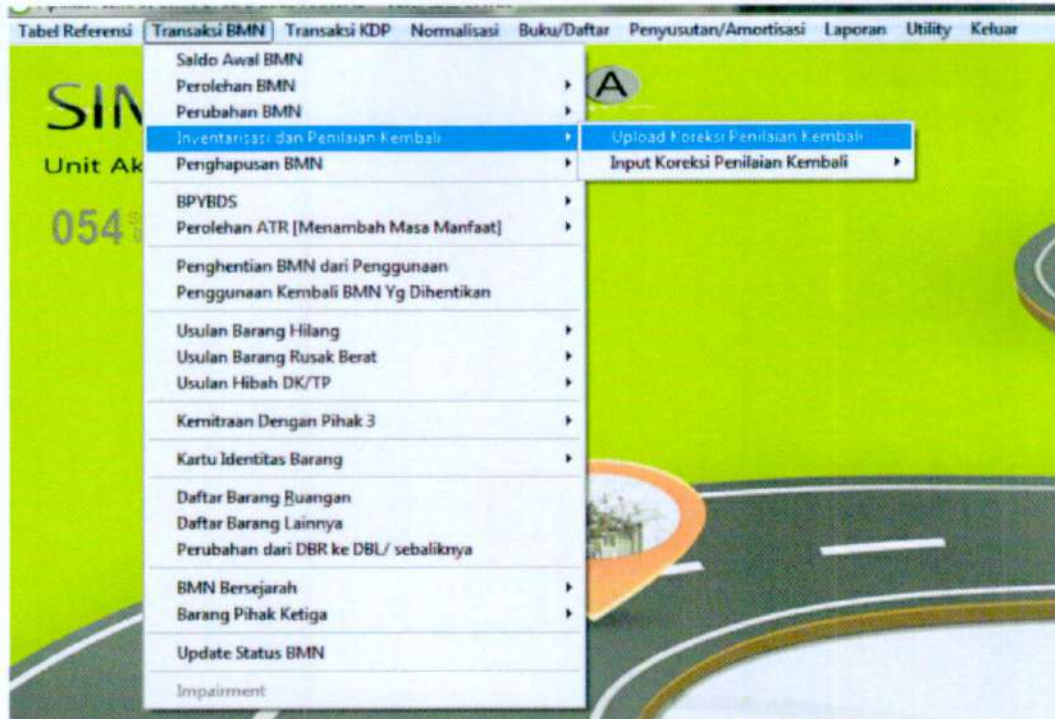 Tabel Referensi Transaksi BMN Transaksi KDP Normalisasi Buku/Daftar Penyusutan/Amortisasi Laporan Utility Keluar
Saldo Awal BMN
Perolehan BMN
Perubahan BMN
Inventarisasi dan Penilaian Kembali
Upload Koreksi Penilaian Kembali
Input Koreksi Penilaian Kembali
Penghapusan BMN
BPYBDS
Perolehan ATR [Menambah Masa Manfaat]
Penghentian BMN dari Penggunaan
Penggunaan Kembali BMN Yg Dihentikan
Usulan Barang Hilang
Usulan Barang Rusak Berat
Usulan Hibah DK/TP
Kemitraan Dengan Pihak 3
Kartu Identitas Barang
Daftar Barang Ruangan
Daftar Barang Lainnya
Perubahan dari DBR ke DBL/ sebaliknya
BMN Bersejarah
Barang Pihak Ketiga
Update Status BMN
Impairment
SIM
A
Unit Ak
054